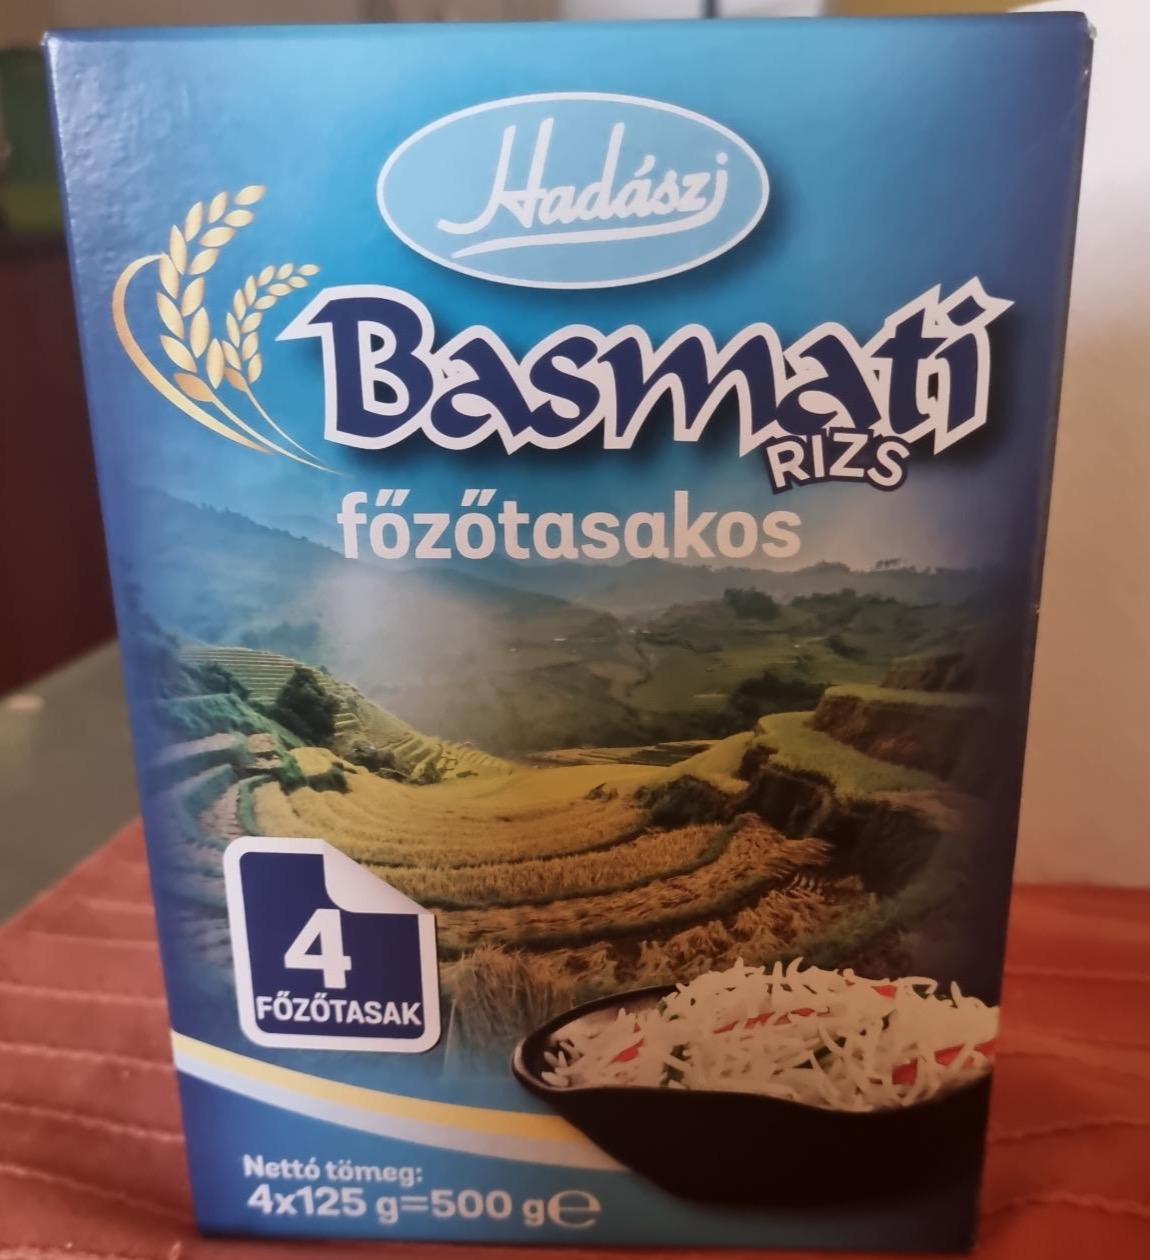 Hadászi
Basmati
RIZS
főzőtasakos
4
FŐZŐTASAK
Nettó tömeg:
4x125 g=500 g℮